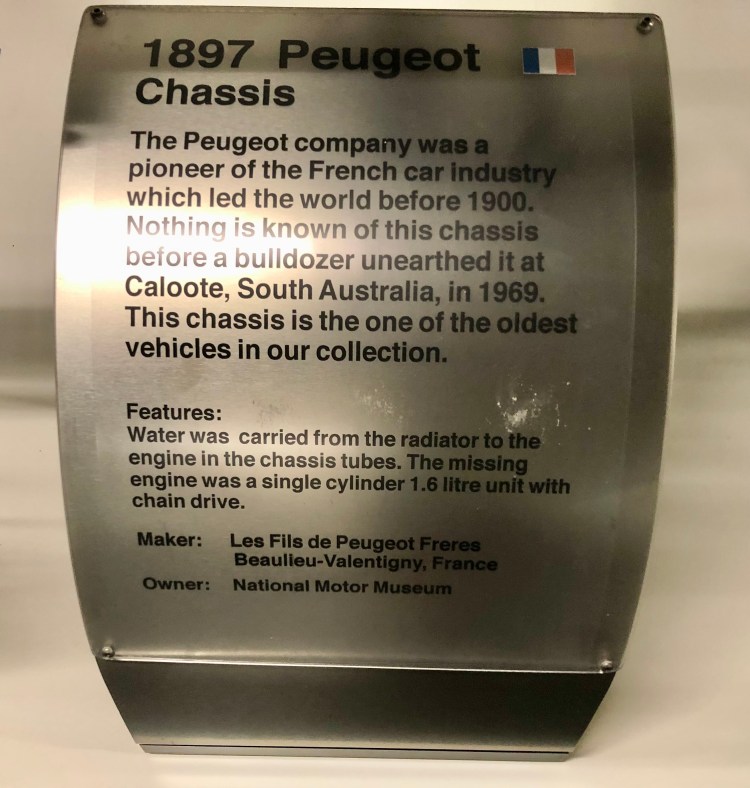 1897 Peugeot
Chassis
The Peugeot company was a
pioneer of the French car industry
which led the world before 1900.
Nothing is known of this chassis
before a bulldozer unearthed it at
Caloote, South Australia, in 1969.
This chassis is the one of the oldest
vehicles in our collection.
Features:
Water was carried from the radiator to the
engine in the chassis tubes. The missing
engine was a single cylinder 1.6 litre unit with
chain drive.
Maker: Les Fils de Peugeot Freres
Beaulieu-Valentigny, France
Owner: National Motor Museum